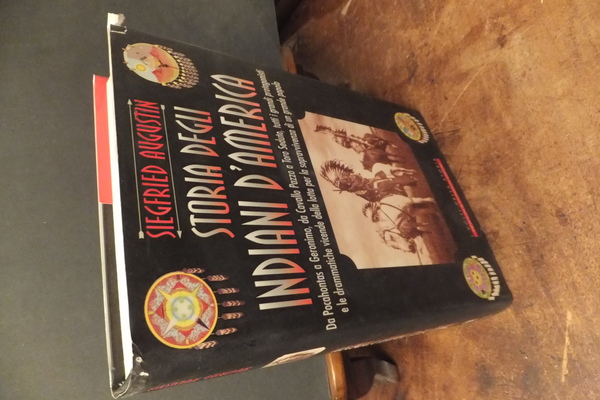 SIEGFRIED AUGUSTIN
STORIA DEGLI
INDIANI D'AMERICA
Da Pocahontas a Geronimo, da Cavallo Pazzo a Toro Seduto, tutti i grandi protagonisti
e le drammatiche vicende della lotta per la sopravvivenza di un grande popolo